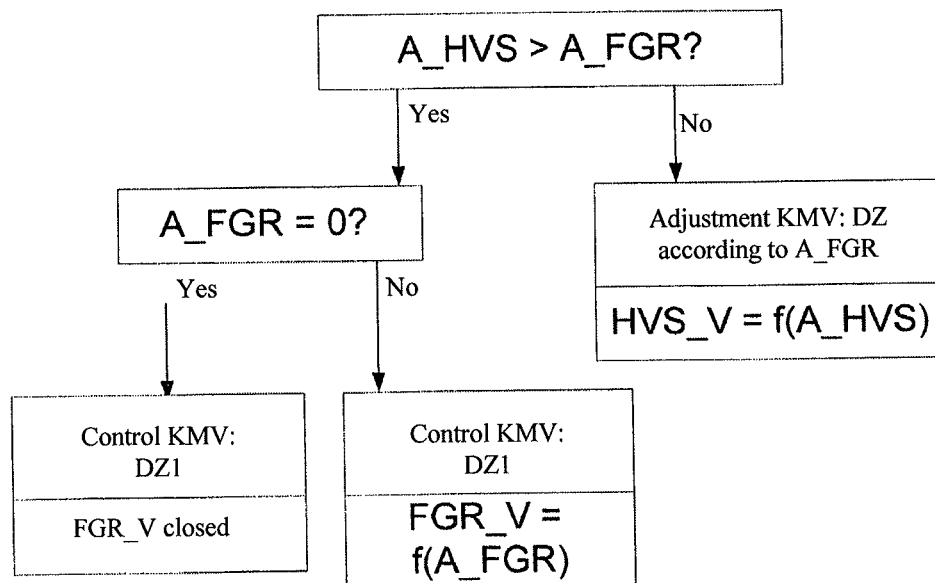 A_HVS > A_FGR?
Yes
No
A_FGR = 0?
Adjustment KMV: DZ
according to A_FGR
HVS_V = f(A_HVS)
Yes
No
Control KMV:
DZ1
FGR_V closed
Control KMV:
DZ1
FGR_V =
f(A_FGR)